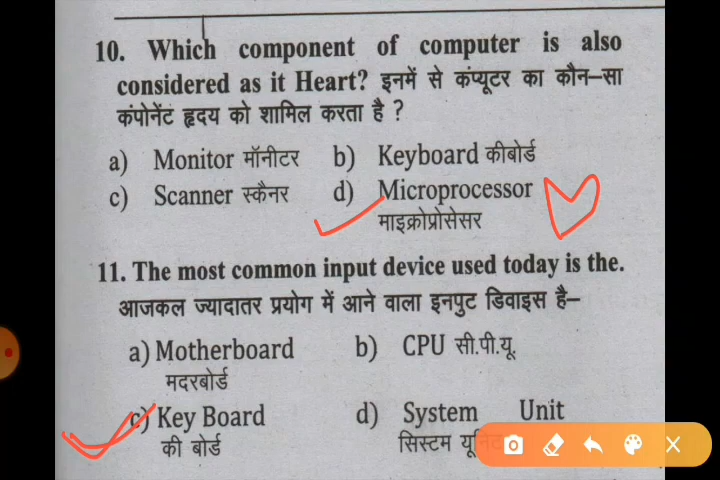 10. Which component of computer is also
considered as it Heart? इनमें से कंप्यूटर का कौन–सा
कंपोनेंट हृदय को शामिल करता है ?
a) Monitor मॉनीटर b) Keyboard कीबोर्ड
c) Scanner स्कैनर d) Microprocessor
माइक्रोप्रोसेसर
11. The most common input device used today is the.
आजकल ज्यादातर प्रयोग में आने वाला इनपुट डिवाइस है–
a) Motherboard b) CPU सी.पी.यू.
मदरबोर्ड
c) Key Board d) System Unit
की बोर्ड सिस्टम